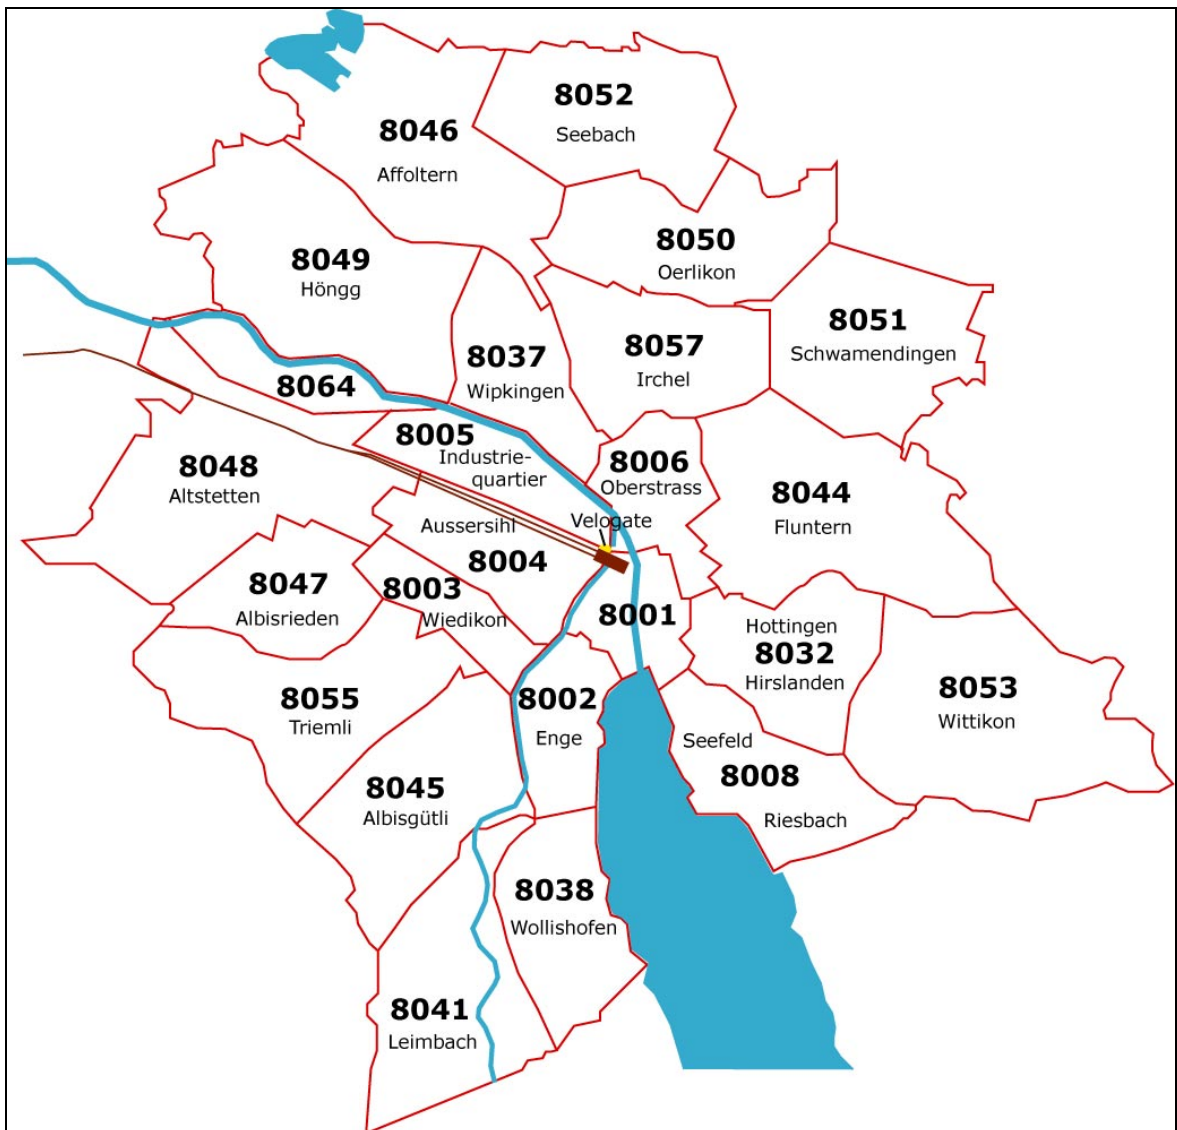 8052
Seebach
8046
Affoltern
8050
Oerlikon
8049
Höngg
8051
Schwamendingen
8057
Irchel
8037
Wipkingen
8064
8005
Industrie-
quartier
8006
Oberstrass
8048
Altstetten
8044
Fluntern
Velogate
Aussersihl
8004
8047
Albisrieden
8003
Wiedikon
8001
Hottingen
8032
Hirslanden
8053
Wittikon
8055
Triemli
8002
Enge
Seefeld
8008
Riesbach
8045
Albisgütli
8038
Wollishofen
8041
Leimbach